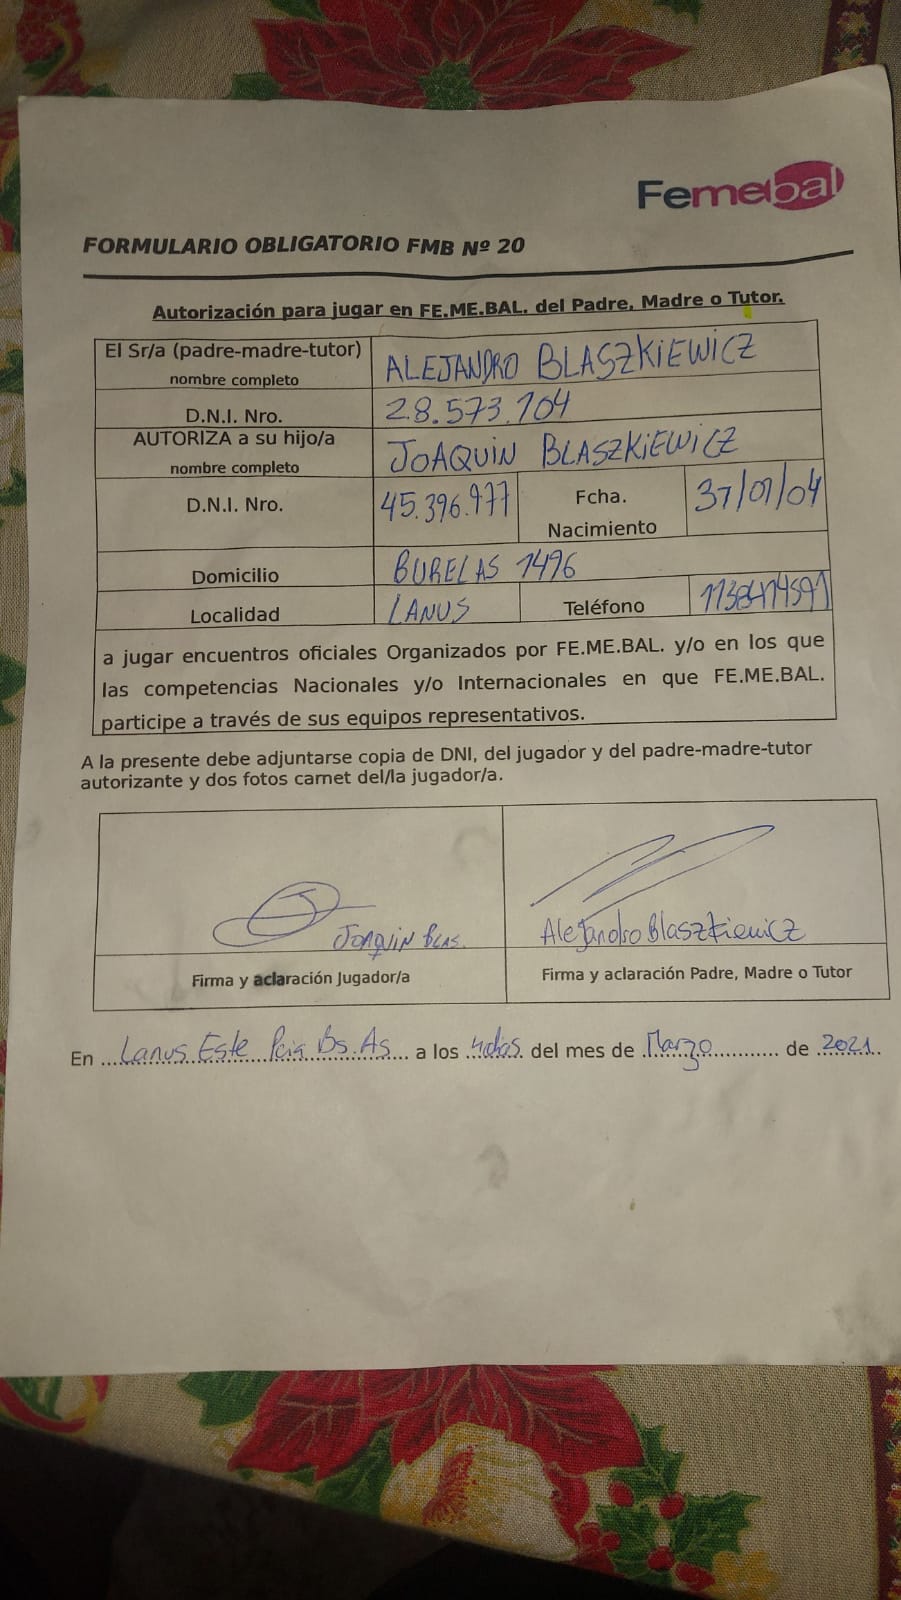 Femebal
FORMULARIO OBLIGATORIO FMB Nº 20
Autorización para jugar en FE.ME.BAL. del Padre, Madre o Tutor.
El Sr/a (padre-madre-tutor) nombre completo ALEJANDRO BLASZKIEWICZ
D.N.I. Nro. 28.573.104
AUTORIZA a su hijo/a nombre completo JOAQUIN BLASZKIEWICZ
D.N.I. Nro. 45.396.977 Fcha. Nacimiento
Domicilio BURELAS 1496
Localidad LANUS Teléfono
a jugar encuentros oficiales Organizados por FE.ME.BAL. y/o en los que
las competencias Nacionales y/o Internacionales en que FE.ME.BAL.
participe a través de sus equipos representativos.
A la presente debe adjuntarse copia de DNI, del jugador y del padre-madre-tutor
autorizante y dos fotos carnet del/la jugador/a.
JOAQUIN BLAS. Alejandro Blaszkiewicz
Firma y aclaración Jugador/a Firma y aclaración Padre, Madre o Tutor
En Lanus Este Pcia Bs.As a los del mes de Marzo de 2021.